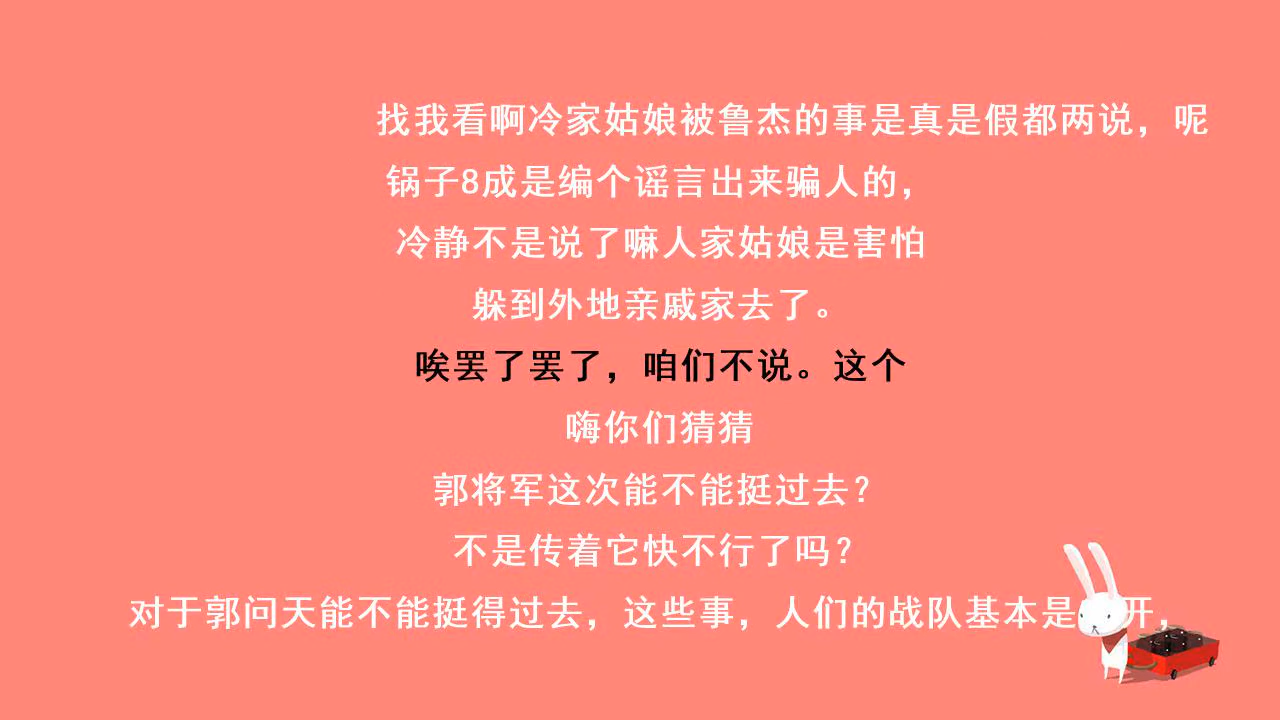 找我看啊冷家姑娘被鲁杰的事是真是假都两说，呢
锅子8成是编个谣言出来骗人的，
冷静不是说了嘛人家姑娘是害怕
躲到外地亲戚家去了。
唉罢了罢了，咱们不说。这个
嗨你们猜猜
郭将军这次能不能挺过去？
不是传着它快不行了吗？
对于郭问天能不能挺得过去，这些事，人们的战队基本是开，